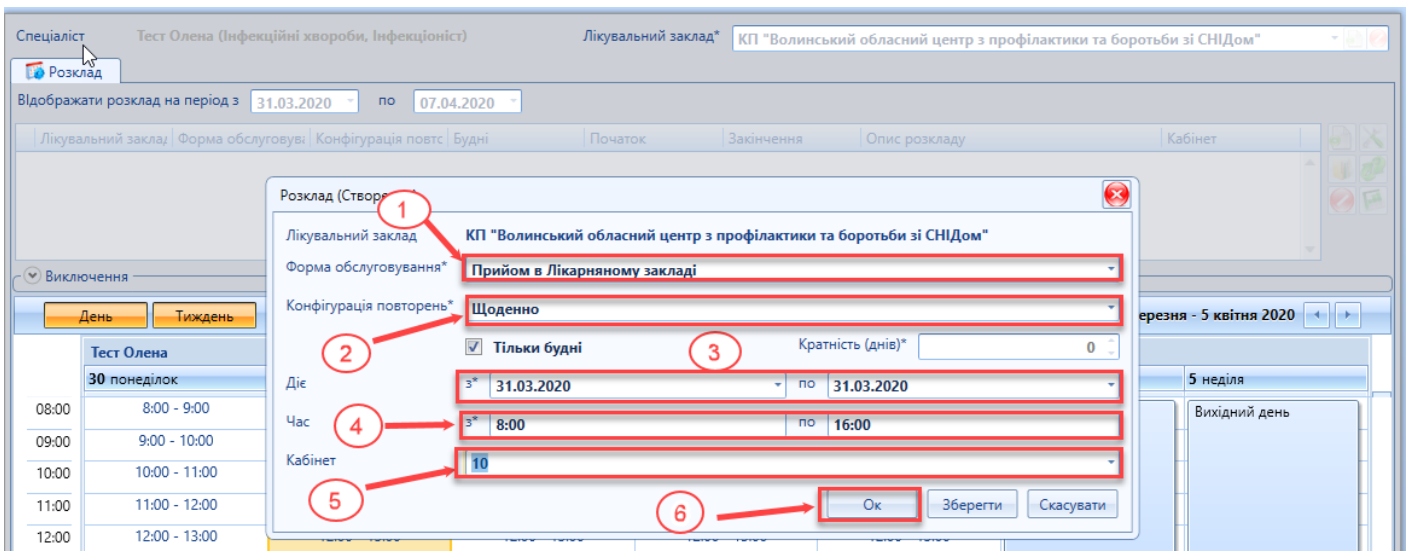 Спеціаліст Тест Олена (Інфекційні хвороби, Інфекціоніст) Лікувальний заклад* КП "Волинський обласний центр з профілактики та боротьби зі СНІДом"
Розклад
Відображати розклад на період з 31.03.2020 по 07.04.2020
Лікувальний заклад Форма обслугову Конфігурація повто Будні Початок Закінчення Опис розкладу Кабінет
Розклад (Створе
1
Лікувальний заклад КП "Волинський обласний центр з профілактики та боротьби зі СНІДом"
Форма обслуговування* Прийом в Лікарняному закладі
Виключення
Конфігурація повторень* Щоденно
День Тиждень ерезня - 5 квітня 2020
2 Тільки будні 3 Кратність (днів)* 0
Тест Олена
30 понеділок 5 неділя
Діє з* 31.03.2020 по 31.03.2020
08:00 8:00 - 9:00 Вихідний день
Час 4 з* 8:00 по 16:00
09:00 9:00 - 10:00
Кабінет 10
10:00 10:00 - 11:00
5 6 Ок Зберегти Скасувати
11:00 11:00 - 12:00
12:00 12:00 - 13:00